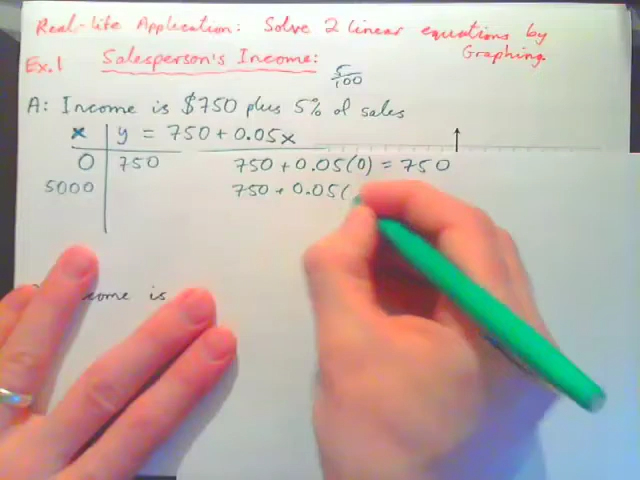 Real-life Application: Solve 2 linear equations by
Graphing.
Ex.1 Salesperson's Income:
5/100
A: Income is $750 plus 5% of sales
x y = 750 + 0.05x
0 750 750 + 0.05(0) = 750
5000 750 + 0.05(
is